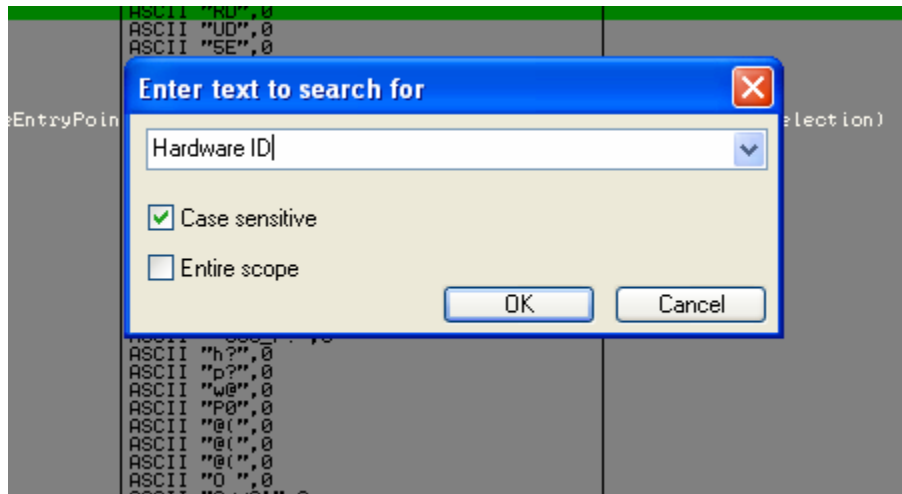 ASCII "RD",0
ASCII "UD",0
ASCII "5E",0
Enter text to search for
eEntryPoin
election)
Hardware ID
Case sensitive
Entire scope
OK Cancel
ASCII "h?",0
ASCII "p?",0
ASCII "w@",0
ASCII "P0",0
ASCII "@(",0
ASCII "@(",0
ASCII "@(",0
ASCII "O ",0